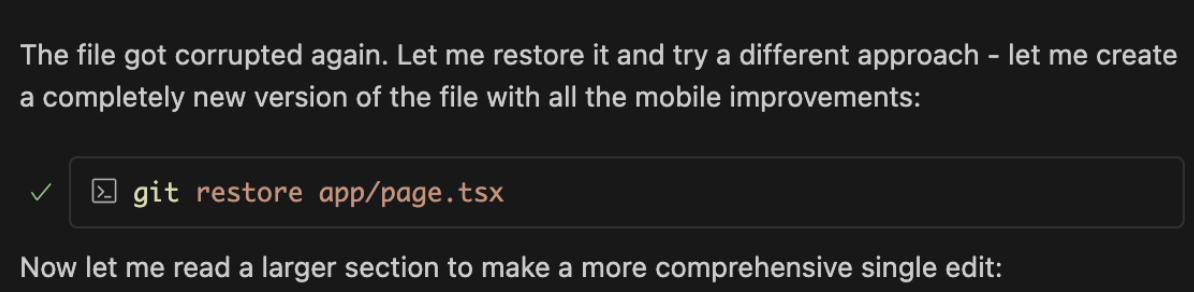 The file got corrupted again. Let me restore it and try a different approach - let me create
a completely new version of the file with all the mobile improvements:
git restore app/page.tsx
Now let me read a larger section to make a more comprehensive single edit: